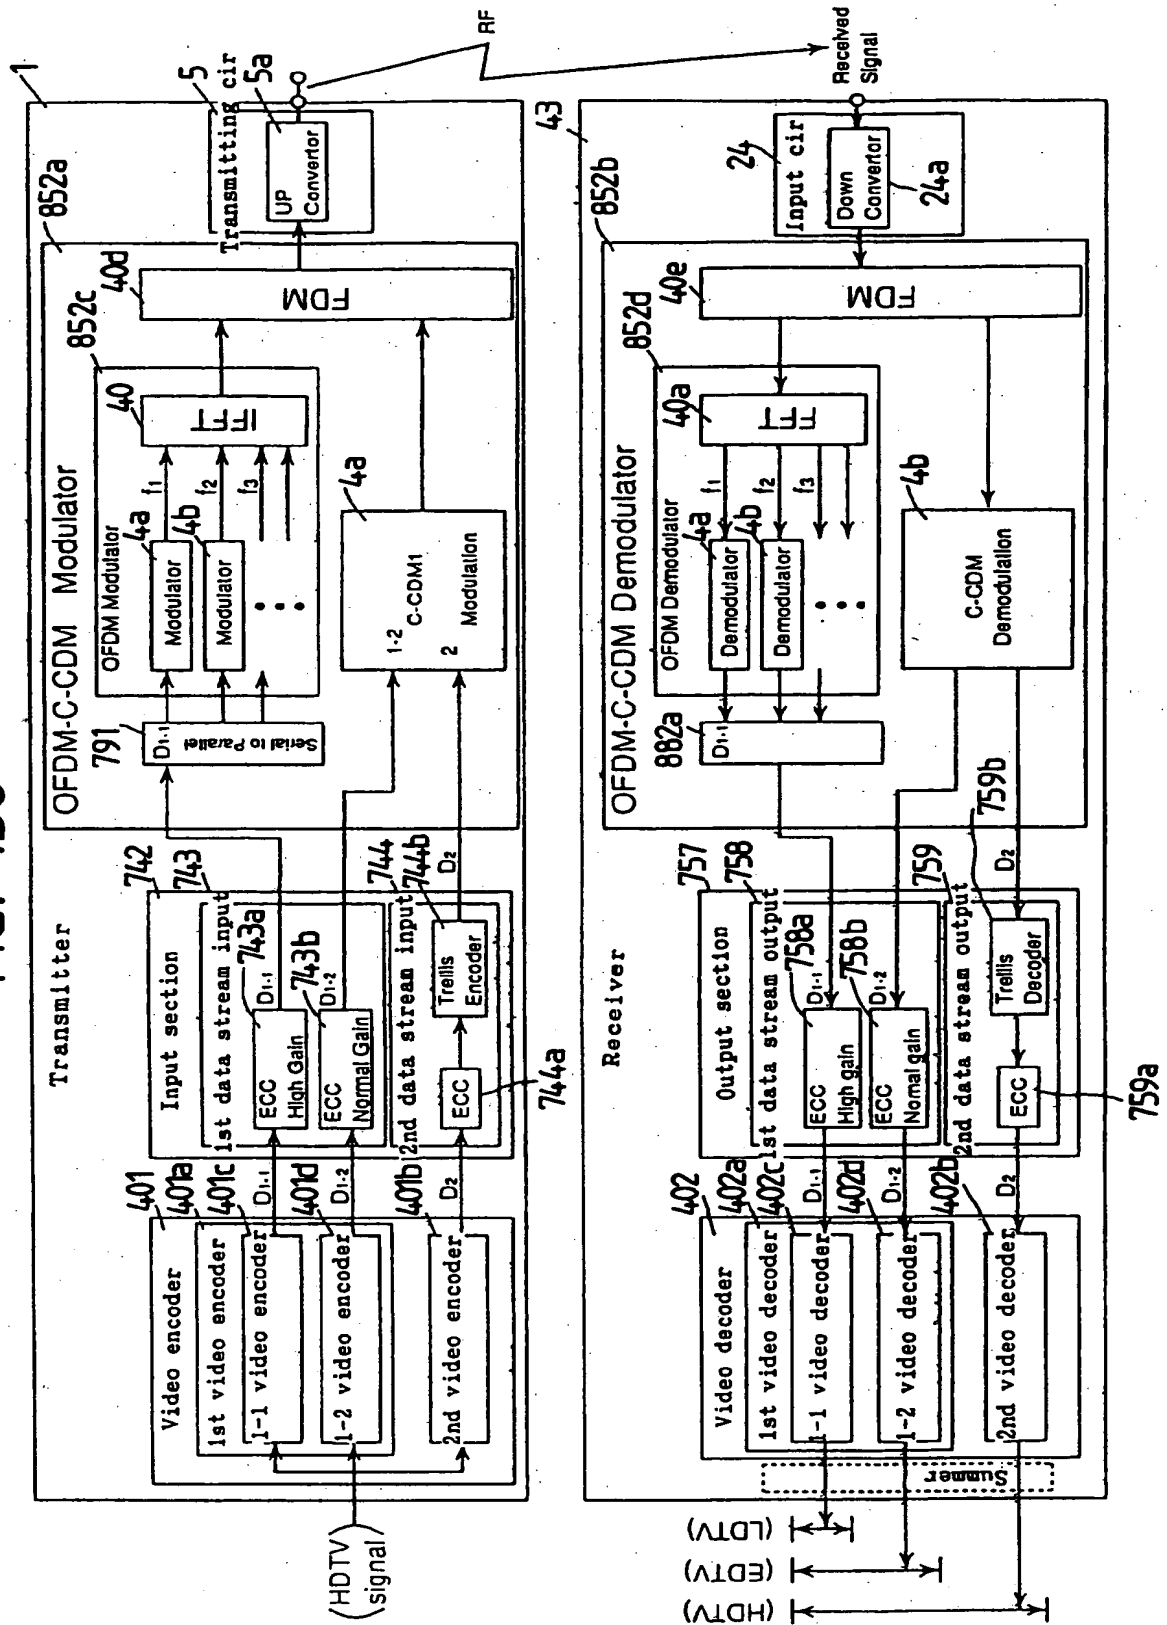 Transmitter
1
401
Video encoder
401a
1st video encoder
401c
1-1 video encoder
401d
1-2 video encoder
401b
2nd video encoder
(HDTV signal)
D1-1
D1-2
D2
742
Input section
743
1st data stream input
743a
ECC
High Gain
D1-1
743b
ECC
Normal Gain
D1-2
744
2nd data stream input
744b
ECC
Trellis
Encoder
744a
D2
852a
OFDM-C-CDM Modulator
791
D1-1
Serial to Parallel
852c
OFDM Modulator
4a
Modulator
f1
4b
Modulator
f2
f3
40
IFFT
4a
1-2
C-CDM1
2
Modulation
40d
FDM
5
Transmitting cir
5a
UP
Convertor
RF
Receiver
43
Received
Signal
24
Input cir
Down
Convertor
24a
852b
OFDM-C-CDM Demodulator
40e
FDM
852d
OFDM Demodulator
40a
FFT
f1
f2
f3
4a
Demodulator
4b
Demodulator
4b
C-CDM
Demodulation
882a
D1-1
757
Output section
758
1st data stream output
758a
ECC
High gain
D1-1
758b
ECC
Normal gain
D1-2
759
2nd data stream output
759b
Trellis
Decoder
D2
ECC
759a
D1-1
D1-2
D2
402
Video decoder
402a
1st video decoder
402c
1-1 video decoder
402d
1-2 video decoder
402b
2nd video decoder
Summer
(LDTV)
(EDTV)
(HDTV)